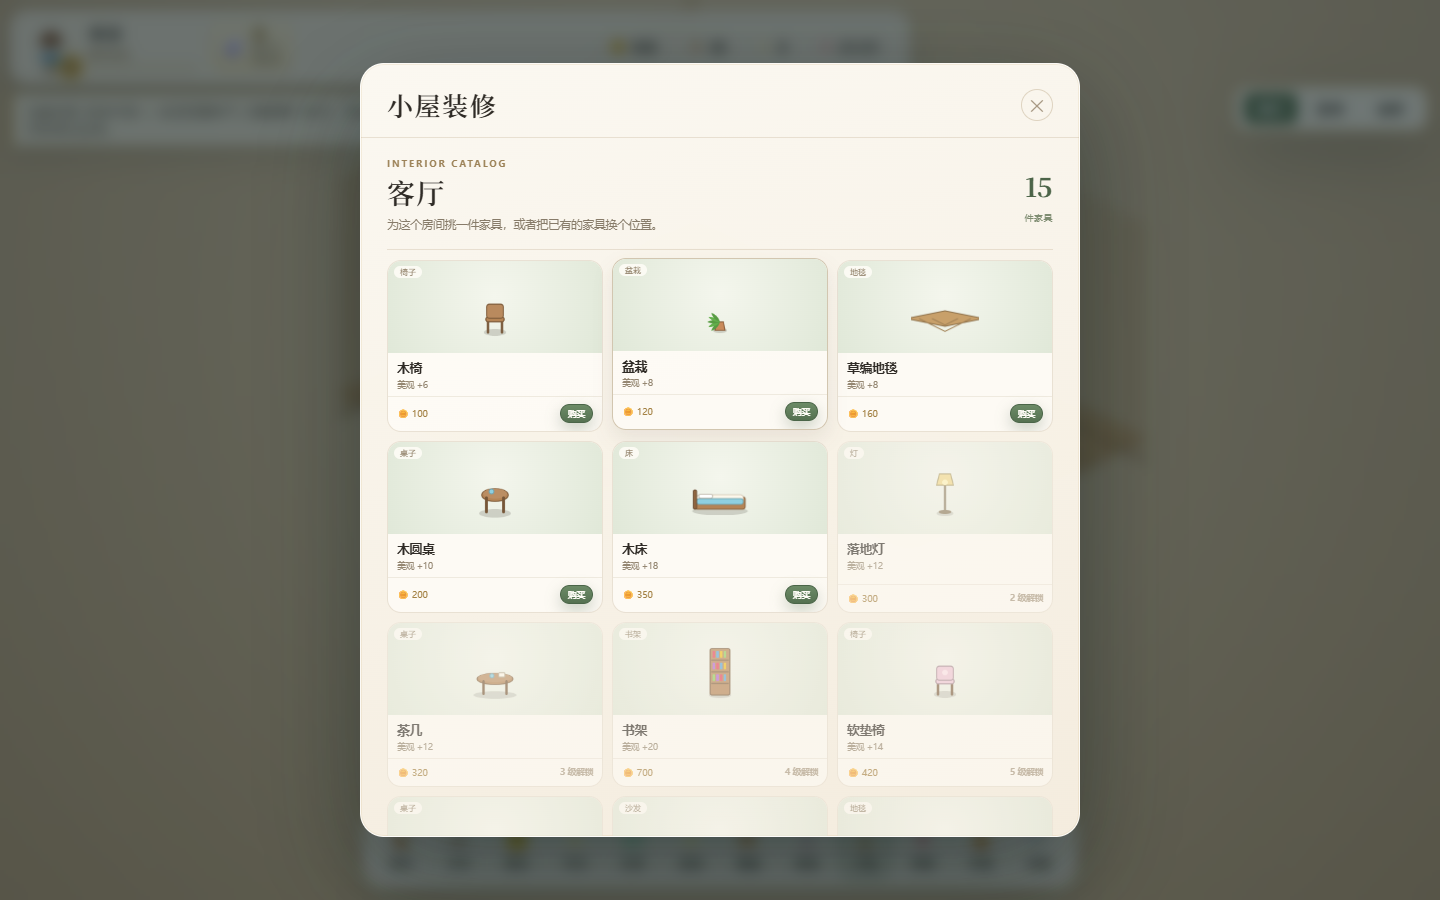 小屋装修
INTERIOR CATALOG
客厅
为这个房间挑一件家具，或者把已有的家具换个位置。
15
件家具
椅子
木椅
美观 +6
100
购买
盆栽
盆栽
美观 +8
120
购买
地毯
草编地毯
美观 +8
160
购买
桌子
木圆桌
美观 +10
200
购买
床
木床
美观 +18
350
购买
灯
落地灯
美观 +12
300
2 级解锁
桌子
茶几
美观 +12
320
3 级解锁
书架
书架
美观 +20
700
4 级解锁
椅子
软垫椅
美观 +14
420
5 级解锁
桌子
沙发
地毯